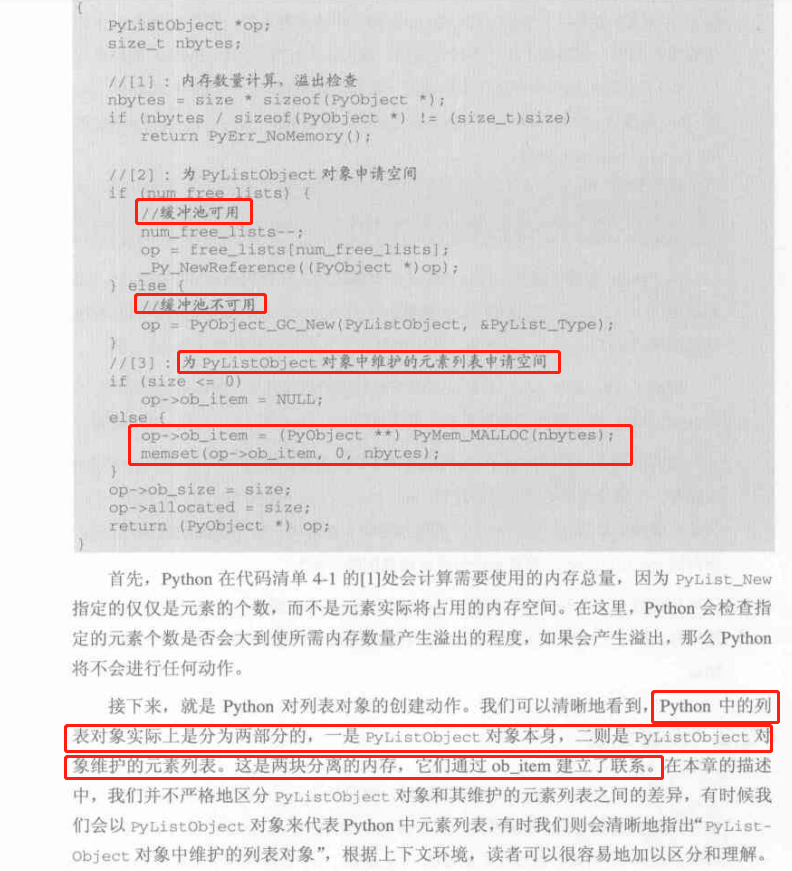 {
PyListObject *op;
size_t nbytes;
//[1] : 内存数量计算，溢出检查
nbytes = size * sizeof(PyObject *);
if (nbytes / sizeof(PyObject *) != (size_t)size)
return PyErr_NoMemory();
//[2] : 为 PyListObject 对象申请空间
if (num_free_lists) {
//缓冲池可用
num_free_lists--;
op = free_lists[num_free_lists];
_Py_NewReference((PyObject *)op);
} else {
//缓冲池不可用
op = PyObject_GC_New(PyListObject, &PyList_Type);
}
//[3] : 为 PyListObject 对象中维护的元素列表申请空间
if (size <= 0)
op->ob_item = NULL;
else {
op->ob_item = (PyObject **) PyMem_MALLOC(nbytes);
memset(op->ob_item, 0, nbytes);
}
op->ob_size = size;
op->allocated = size;
return (PyObject *) op;
}
首先，Python 在代码清单 4-1 的[1]处会计算需要使用的内存总量，因为 PyList_New
指定的仅仅是元素的个数，而不是元素实际将占用的内存空间。在这里，Python 会检查指
定的元素个数是否会大到使所需内存数量产生溢出的程度，如果会产生溢出，那么 Python
将不会进行任何动作。
接下来，就是 Python 对列表对象的创建动作。我们可以清晰地看到，Python 中的列
表对象实际上是分为两部分的，一是 PyListObject 对象本身，二则是 PyListObject 对
象维护的元素列表。这是两块分离的内存，它们通过 ob_item 建立了联系。在本章的描述
中，我们并不严格地区分 PyListObject 对象和其维护的元素列表之间的差异，有时候我
们会以 PyListObject 对象来代表 Python 中元素列表，有时我们则会清晰地指出“PyList-
Object 对象中维护的列表对象”，根据上下文环境，读者可以很容易地加以区分和理解。